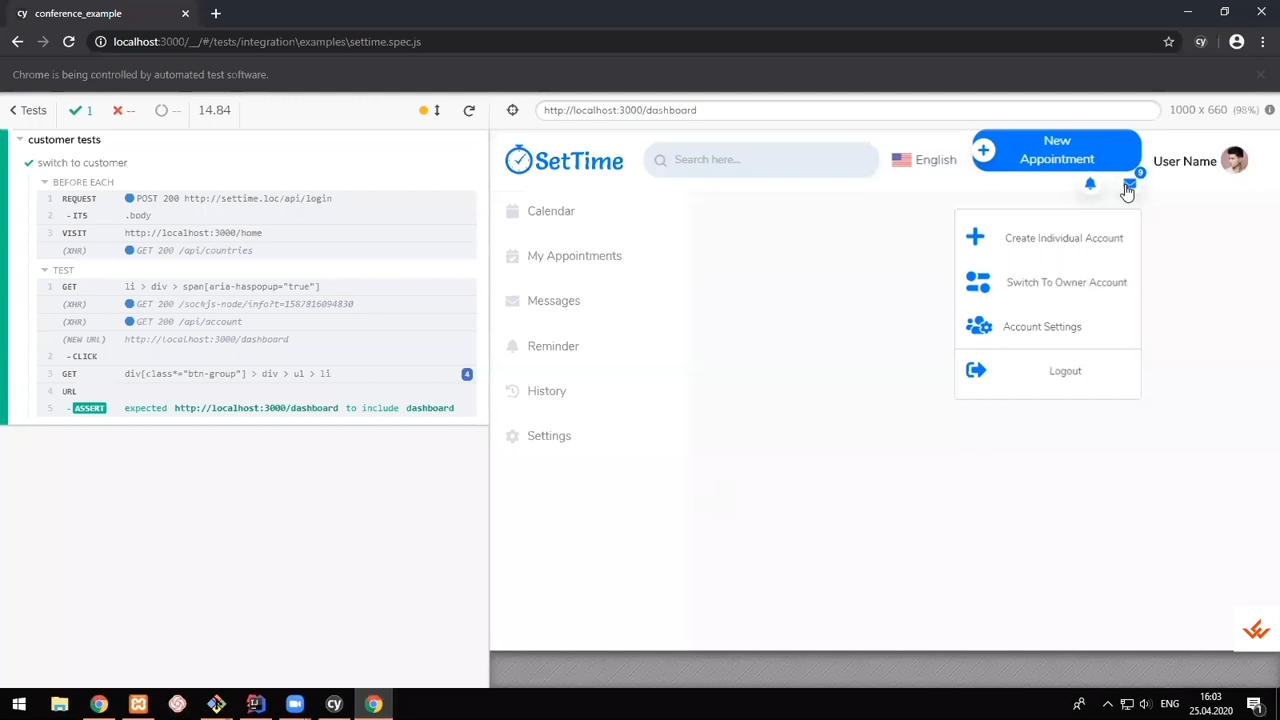 cy conference_example
localhost:3000/__/#/tests/integration\examples\settime.spec.js
cy
Chrome is being controlled by automated test software.
Tests
1
--
--
14.84
http://localhost:3000/dashboard
1000 x 660 (98%)
customer tests
switch to customer
BEFORE EACH
1 REQUEST POST 200 http://settime.loc/api/login
2 - ITS .body
3 VISIT http://localhost:3000/home
(XHR) GET 200 /api/countries
TEST
1 GET li > div > span[aria-haspopup="true"]
(XHR) GET 200 /sockjs-node/info?t=1587816094830
(XHR) GET 200 /api/account
(NEW URL) http://localhost:3000/dashboard
2 - CLICK
3 GET div[class*="btn-group"] > div > ul > li 4
4 URL
5 - ASSERT expected http://localhost:3000/dashboard to include dashboard
SetTime
Search here...
English
New
Appointment
User Name
9
Calendar
My Appointments
Messages
Reminder
History
Settings
Create Individual Account
Switch To Owner Account
Account Settings
Logout
cy
ENG
16:03
25.04.2020
1